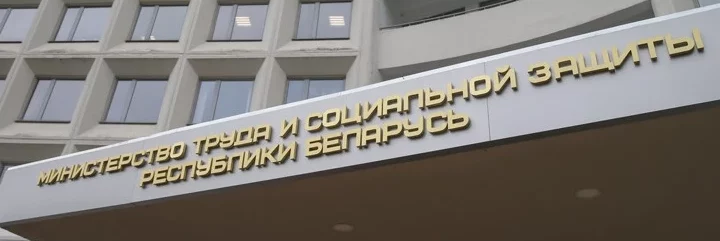 МИНИСТЕРСТВО ТРУДА И СОЦИАЛЬНОЙ ЗАЩИТЫ
РЕСПУБЛИКИ БЕЛАРУСЬ